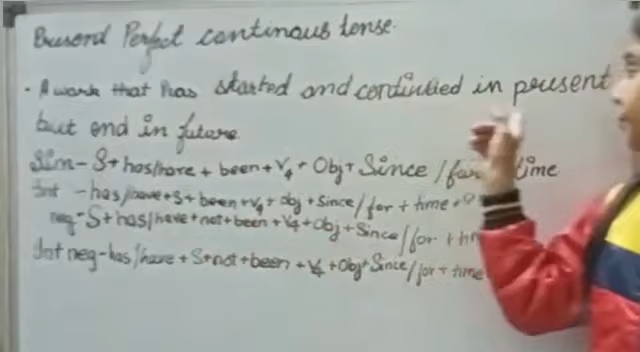 Present Perfect continous tense.
• A work that has started and continued in present
but end in future
Sim - S + has/have + been + V4 + Obj + Since / for time
Int - has/have + S + been + V4 + obj + Since / for + time + ?
neg - S + has/have + not + been + V4 + Obj + Since / for +
Int neg - has/have + S + not + been + V4 + Obj + Since / for + time